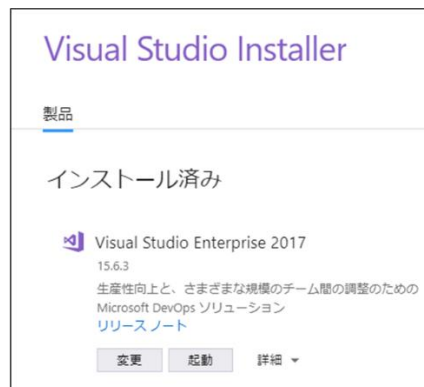 Visual Studio Installer
製品
インストール済み
Visual Studio Enterprise 2017
15.6.3
生産性向上と、さまざまな規模のチーム間の調整のための
Microsoft DevOps ソリューション
リリース ノート
変更 起動 詳細